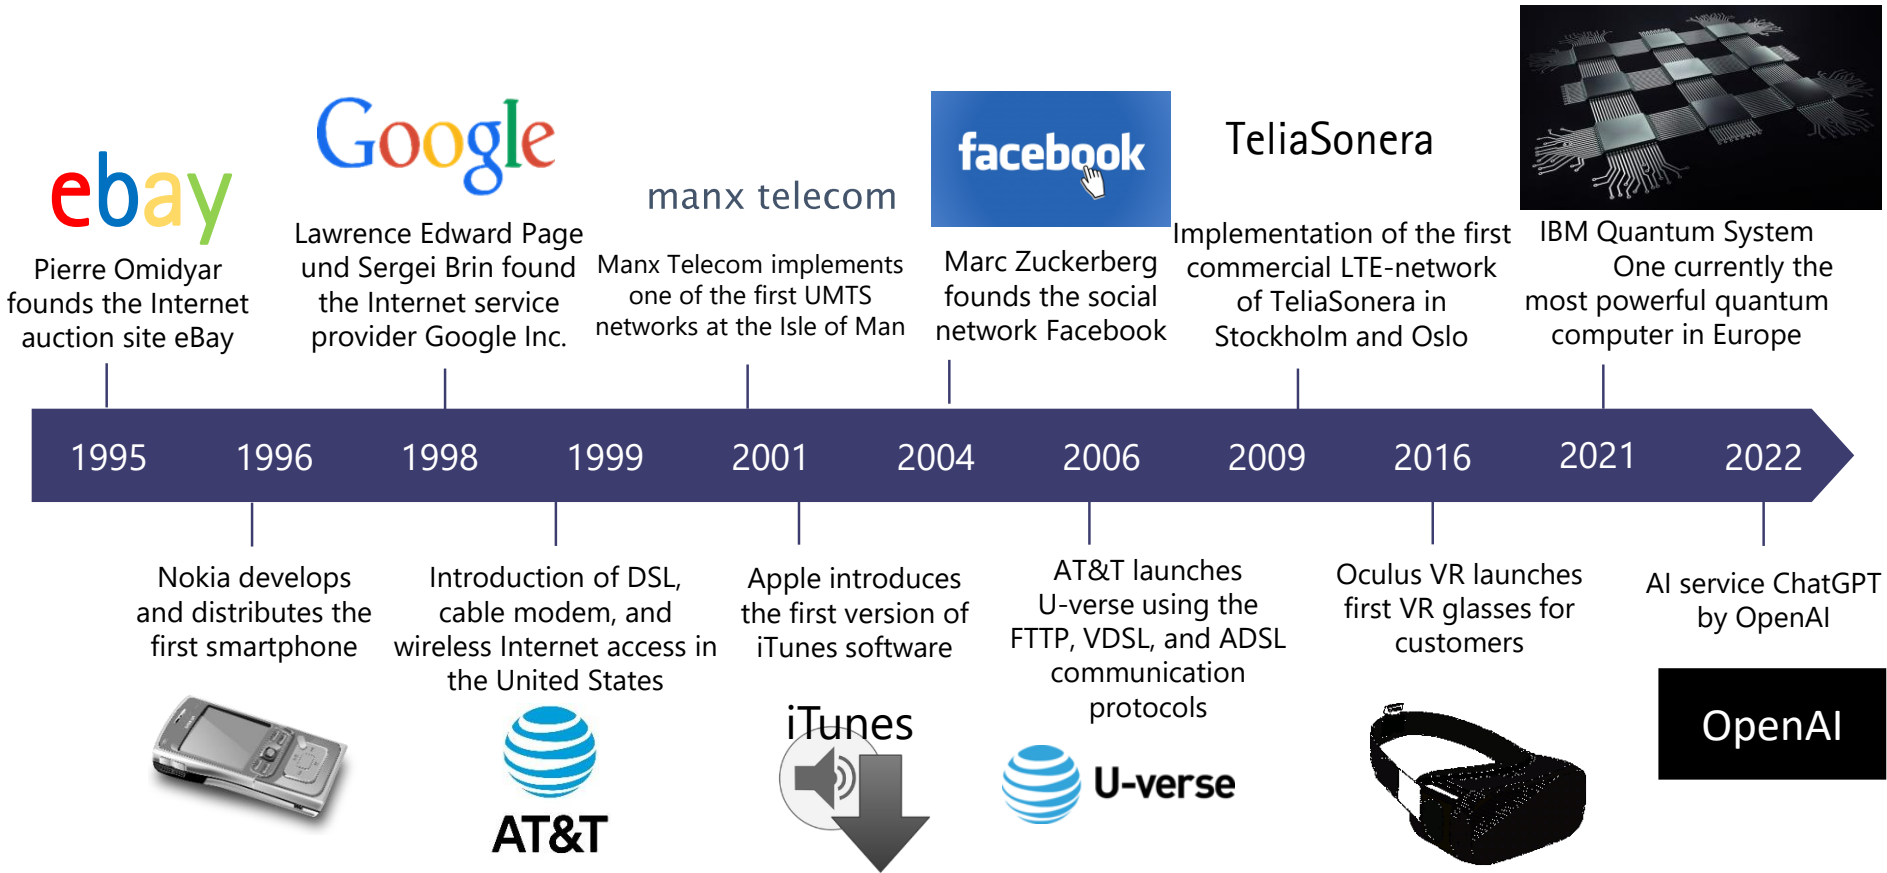 ebay
Pierre Omidyar
founds the Internet
auction site eBay
Google
Lawrence Edward Page
und Sergei Brin found
the Internet service
provider Google Inc.
manx telecom
Manx Telecom implements
one of the first UMTS
networks at the Isle of Man
facebook
Marc Zuckerberg
founds the social
network Facebook
TeliaSonera
Implementation of the first
commercial LTE-network
of TeliaSonera in
Stockholm and Oslo
IBM Quantum System
One currently the
most powerful quantum
computer in Europe
1995 1996 1998 1999 2001 2004 2006 2009 2016 2021 2022
Nokia develops
and distributes the
first smartphone
Introduction of DSL,
cable modem, and
wireless Internet access in
the United States
AT&T
Apple introduces
the first version of
iTunes software
iTunes
AT&T launches
U-verse using the
FTTP, VDSL, and ADSL
communication
protocols
U-verse
Oculus VR launches
first VR glasses for
customers
AI service ChatGPT
by OpenAI
OpenAI